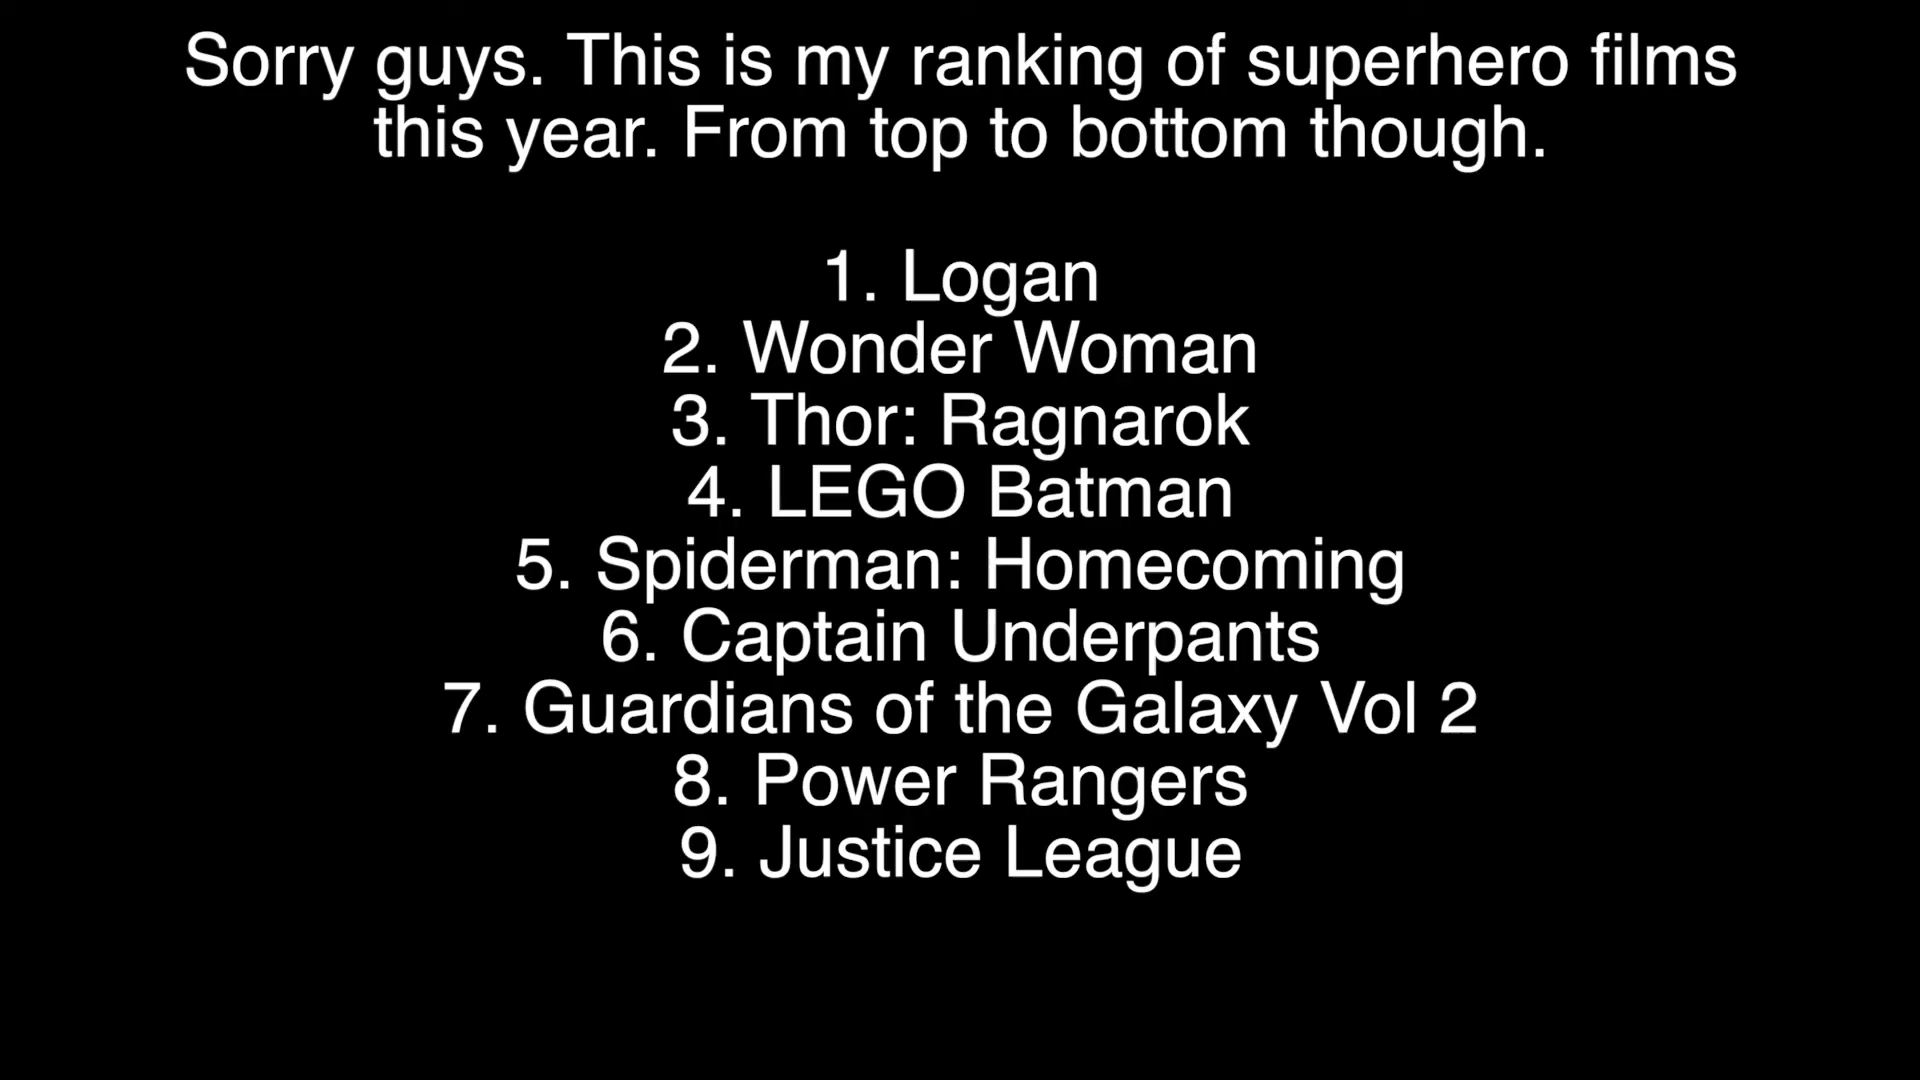 Sorry guys. This is my ranking of superhero films
this year. From top to bottom though.
1. Logan
2. Wonder Woman
3. Thor: Ragnarok
4. LEGO Batman
5. Spiderman: Homecoming
6. Captain Underpants
7. Guardians of the Galaxy Vol 2
8. Power Rangers
9. Justice League